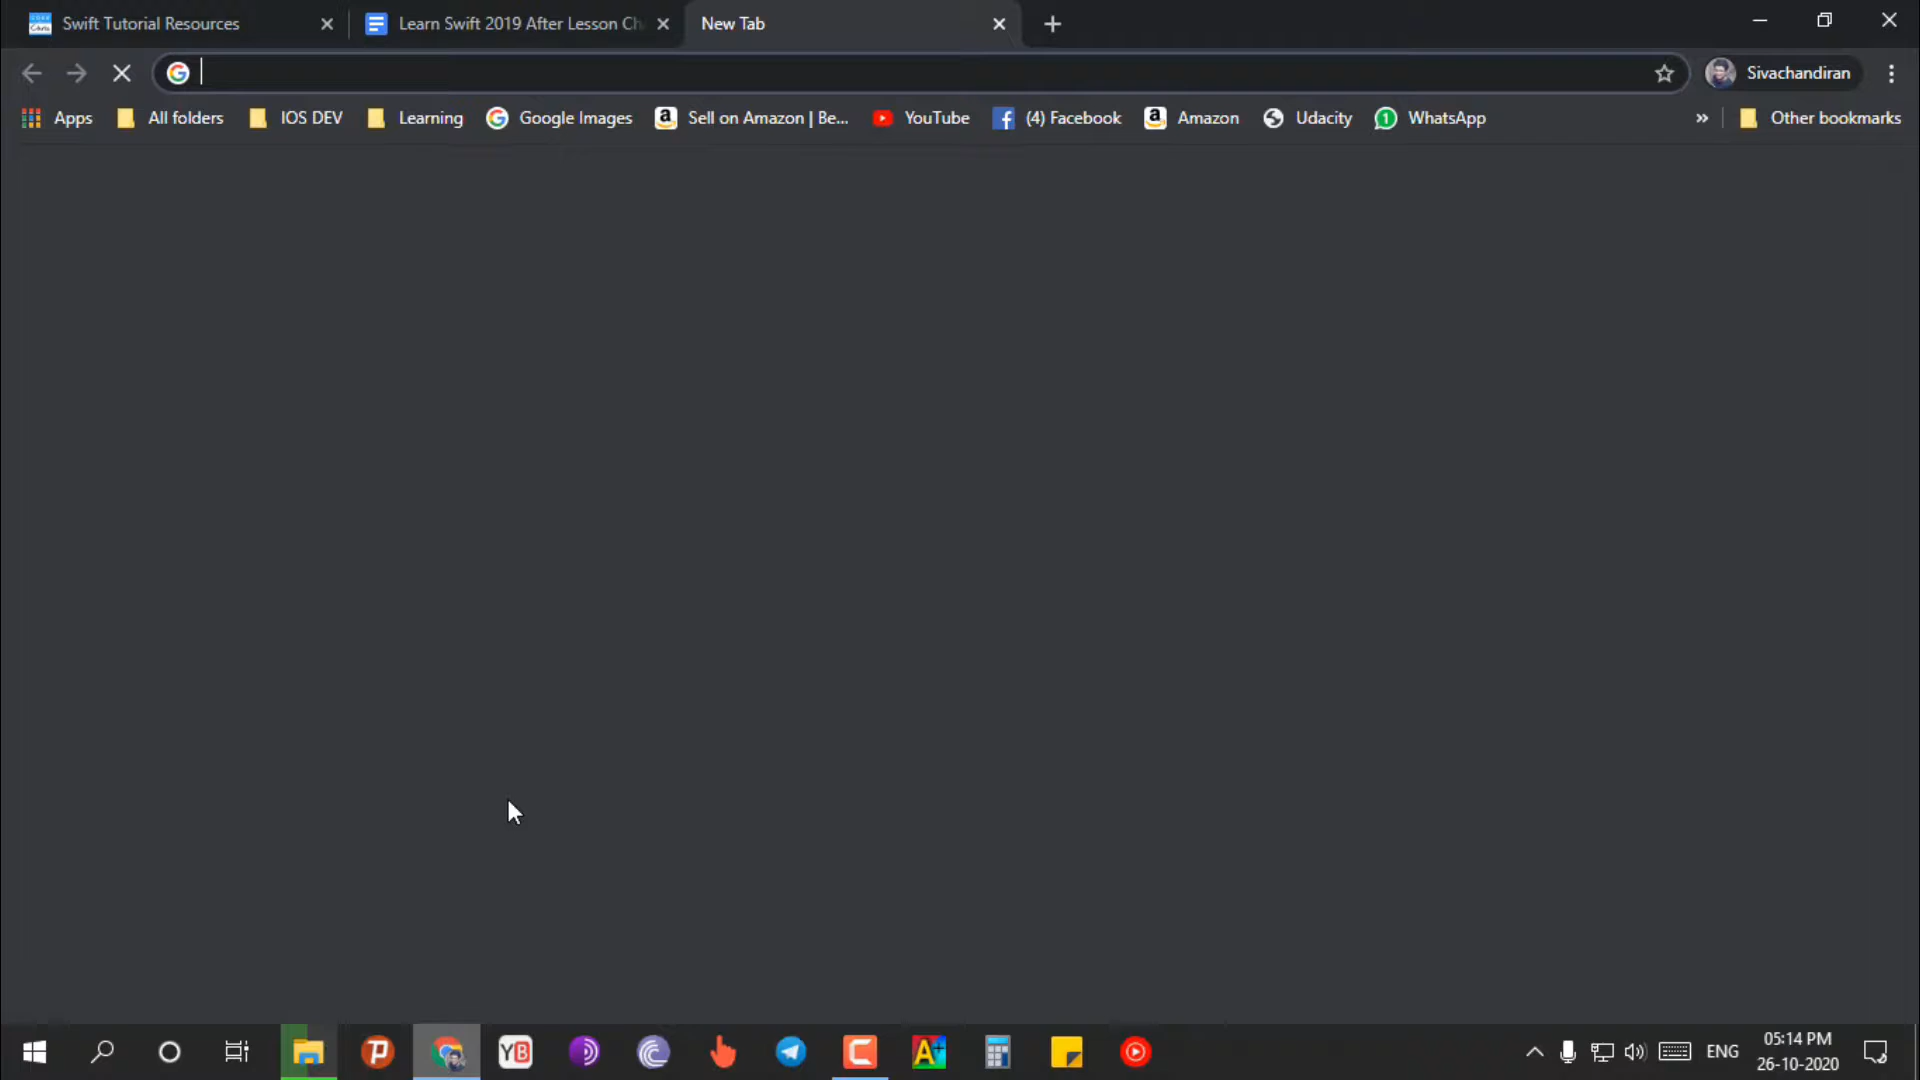 Swift Tutorial Resources
Learn Swift 2019 After Lesson Ch
New Tab
Sivachandiran
Apps
All folders
IOS DEV
Learning
Google Images
Sell on Amazon | Be...
YouTube
(4) Facebook
Amazon
Udacity
WhatsApp
»
Other bookmarks
ENG
05:14 PM
26-10-2020